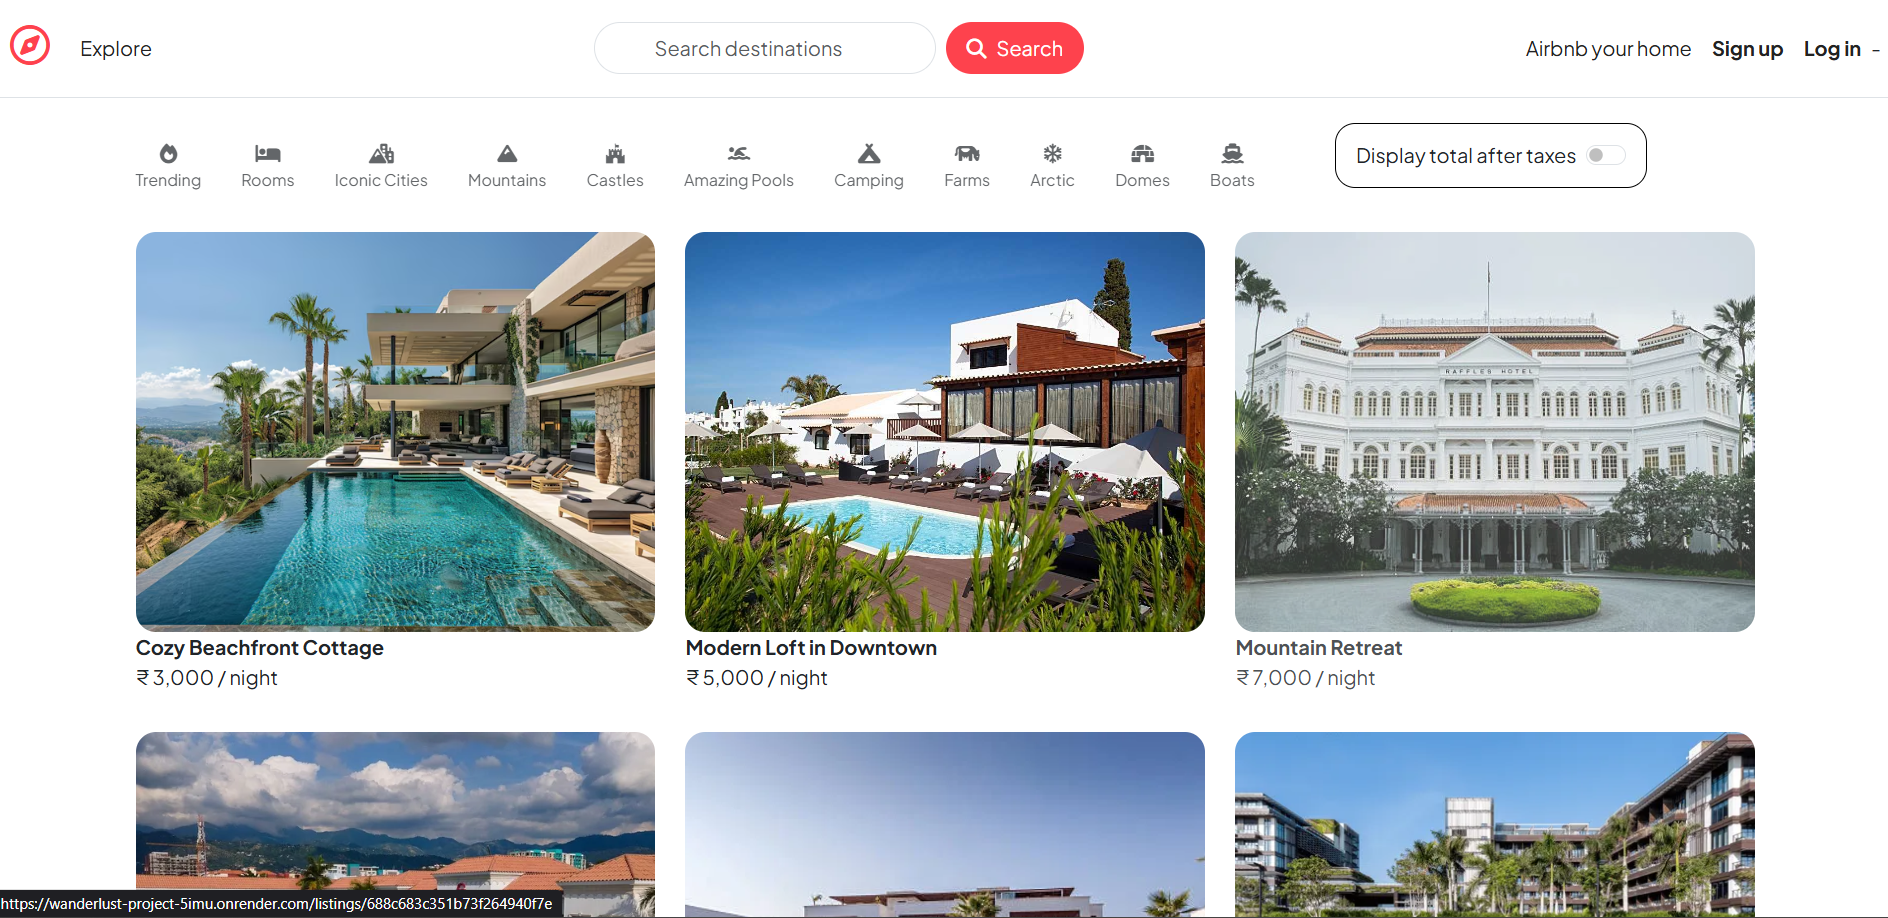 Explore
Search destinations
Search
Airbnb your home
Sign up
Log in
-
Trending
Rooms
Iconic Cities
Mountains
Castles
Amazing Pools
Camping
Farms
Arctic
Domes
Boats
Display total after taxes
RAFFLES HOTEL
Cozy Beachfront Cottage
₹ 3,000 / night
Modern Loft in Downtown
₹ 5,000 / night
Mountain Retreat
₹ 7,000 / night
https://wanderlust-project-5imu.onrender.com/listings/688c683c351b73f264940f7e